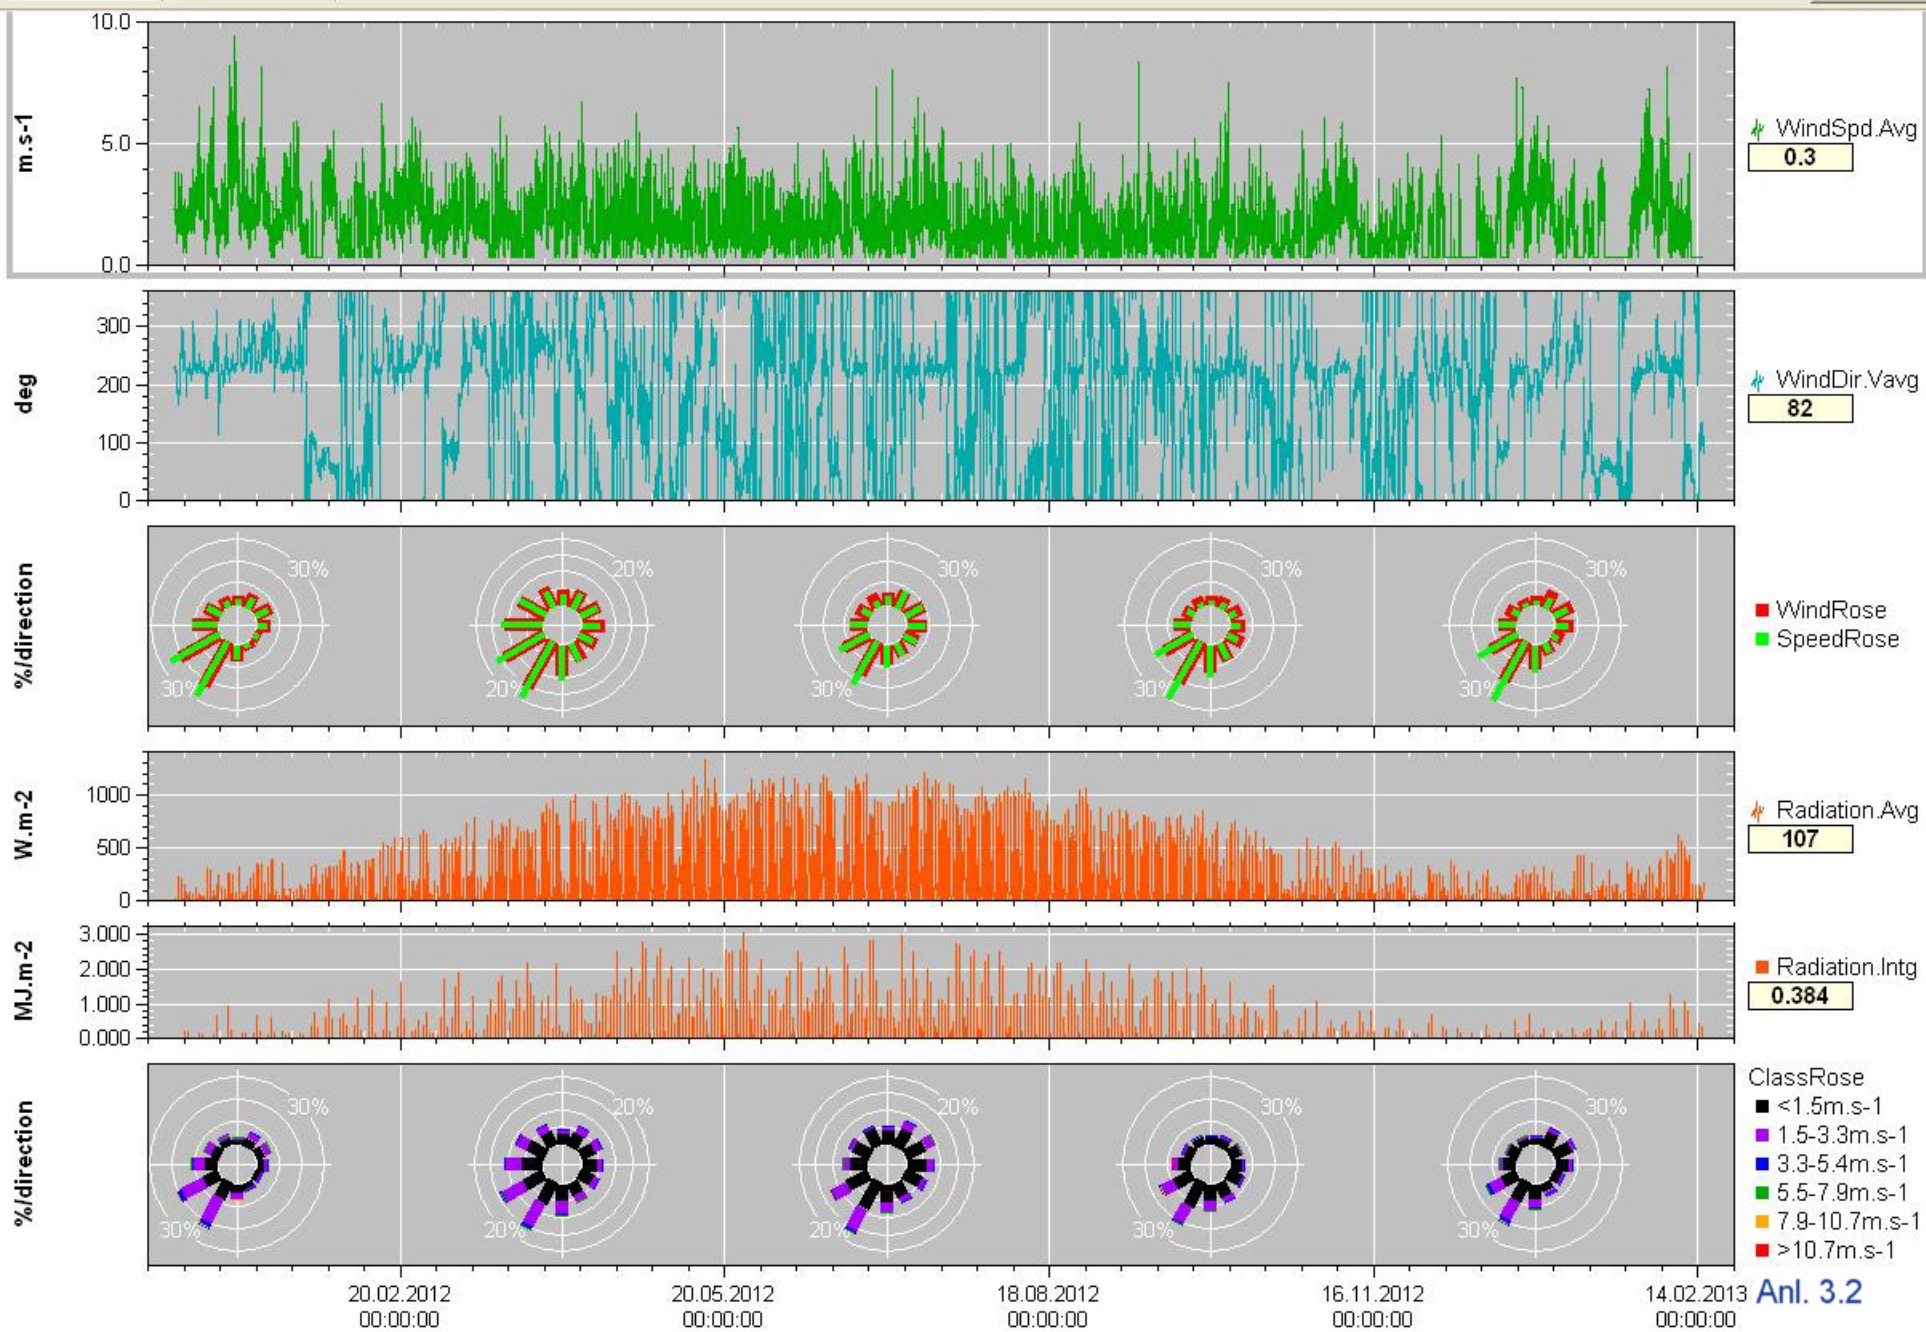 10.0
5.0
0.0
m.s-1
WindSpd.Avg
0.3
300
200
100
0
deg
WindDir.Vavg
82
%/direction
30%
20%
30%
30%
30%
30%
20%
30%
30%
30%
WindRose
SpeedRose
1000
500
0
W.m-2
Radiation.Avg
107
3.000
2.000
1.000
0.000
MJ.m-2
Radiation.Intg
0.384
%/direction
30%
20%
20%
30%
30%
30%
20%
20%
30%
30%
ClassRose
<1.5m.s-1
1.5-3.3m.s-1
3.3-5.4m.s-1
5.5-7.9m.s-1
7.9-10.7m.s-1
>10.7m.s-1
20.02.2012
00:00:00
20.05.2012
00:00:00
18.08.2012
00:00:00
16.11.2012
00:00:00
14.02.2013
00:00:00
Anl. 3.2